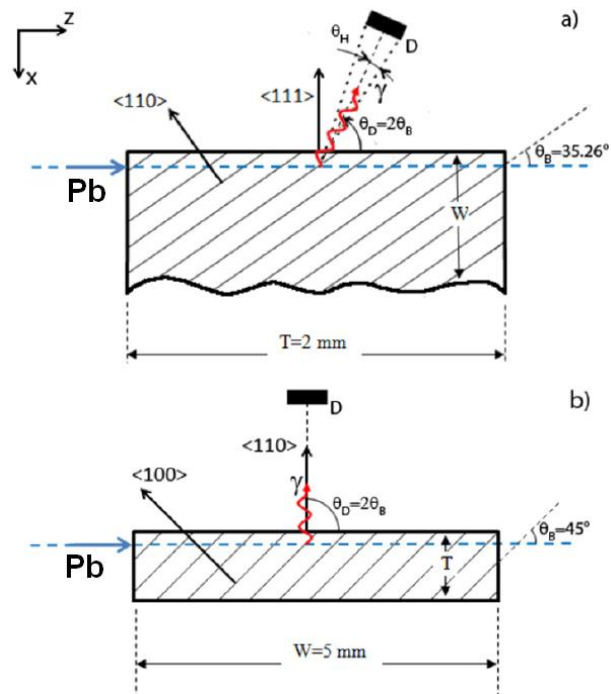 z
x
a)
θH
D
γ
<110>
<111>
θD=2θB
θB=35.26°
Pb
W
T=2 mm
b)
D
<110>
<100>
γ
θD=2θB
θB=45°
Pb
T
W=5 mm